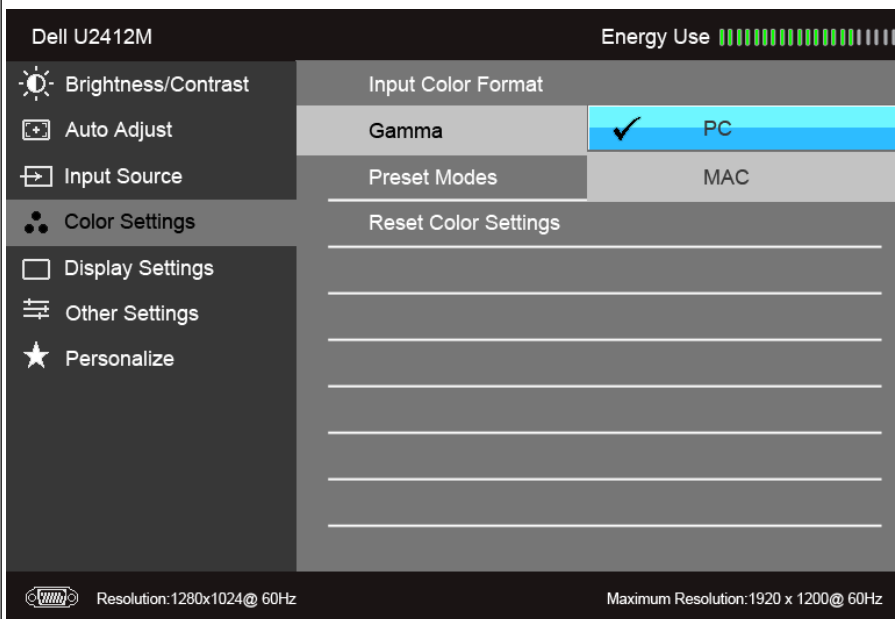 Dell U2412M
Energy Use
Brightness/Contrast
Auto Adjust
Input Source
Color Settings
Display Settings
Other Settings
Personalize
Input Color Format
Gamma
Preset Modes
Reset Color Settings
PC
MAC
Resolution:1280x1024@ 60Hz
Maximum Resolution:1920 x 1200@ 60Hz